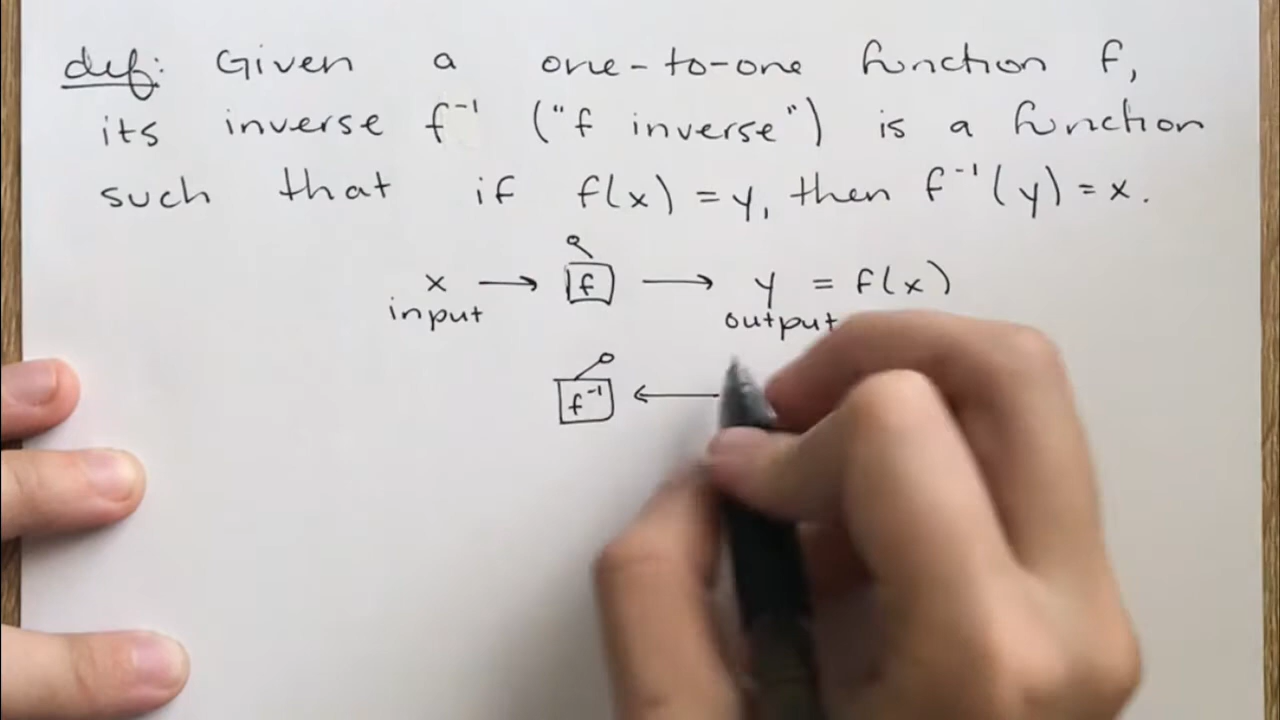 def: Given a one-to-one function f,
its inverse f⁻¹ ("f inverse") is a function
such that if f(x) = y, then f⁻¹(y) = x.
x → f → y = f(x)
input output
f⁻¹ ←